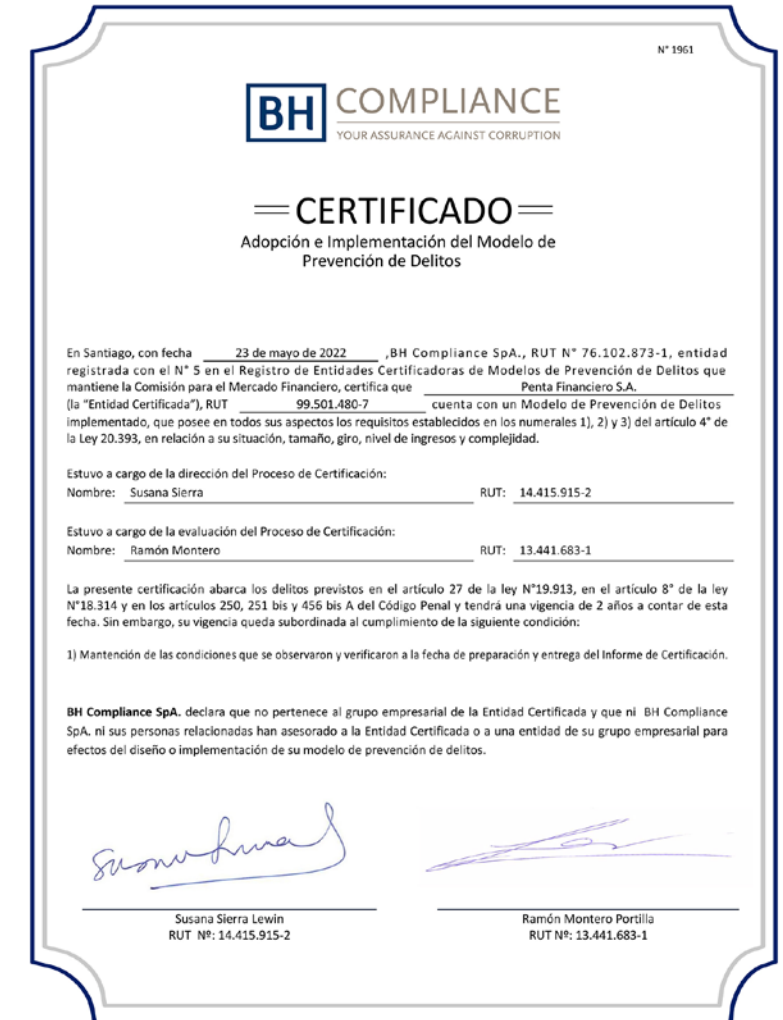 N° 1961
BH COMPLIANCE
YOUR ASSURANCE AGAINST CORRUPTION
CERTIFICADO
Adopción e Implementación del Modelo de
Prevención de Delitos
En Santiago, con fecha 23 de mayo de 2022 ,BH Compliance SpA., RUT N° 76.102.873-1, entidad
registrada con el N° 5 en el Registro de Entidades Certificadoras de Modelos de Prevención de Delitos que
mantiene la Comisión para el Mercado Financiero, certifica que Penta Financiero S.A.
(la "Entidad Certificada"), RUT 99.501.480-7 cuenta con un Modelo de Prevención de Delitos
implementado, que posee en todos sus aspectos los requisitos establecidos en los numerales 1), 2) y 3) del artículo 4° de
la Ley 20.393, en relación a su situación, tamaño, giro, nivel de ingresos y complejidad.
Estuvo a cargo de la dirección del Proceso de Certificación:
Nombre: Susana Sierra RUT: 14.415.915-2
Estuvo a cargo de la evaluación del Proceso de Certificación:
Nombre: Ramón Montero RUT: 13.441.683-1
La presente certificación abarca los delitos previstos en el artículo 27 de la ley N°19.913, en el artículo 8° de la ley
N°18.314 y en los artículos 250, 251 bis y 456 bis A del Código Penal y tendrá una vigencia de 2 años a contar de esta
fecha. Sin embargo, su vigencia queda subordinada al cumplimiento de la siguiente condición:
1) Mantención de las condiciones que se observaron y verificaron a la fecha de preparación y entrega del Informe de Certificación.
BH Compliance SpA. declara que no pertenece al grupo empresarial de la Entidad Certificada y que ni BH Compliance
SpA. ni sus personas relacionadas han asesorado a la Entidad Certificada o a una entidad de su grupo empresarial para
efectos del diseño o implementación de su modelo de prevención de delitos.
Susana Sierra Lewin
RUT Nº: 14.415.915-2
Ramón Montero Portilla
RUT Nº: 13.441.683-1